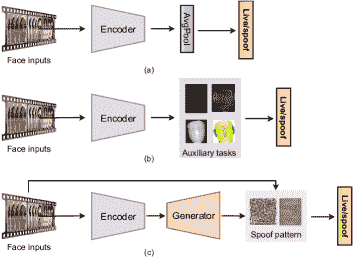 Face inputs
Encoder
AvgPool
Live/spoof
(a)
Face inputs
Encoder
Auxiliary tasks
Live/spoof
(b)
Face inputs
Encoder
Generator
Spoof pattern
Live/spoof
(c)